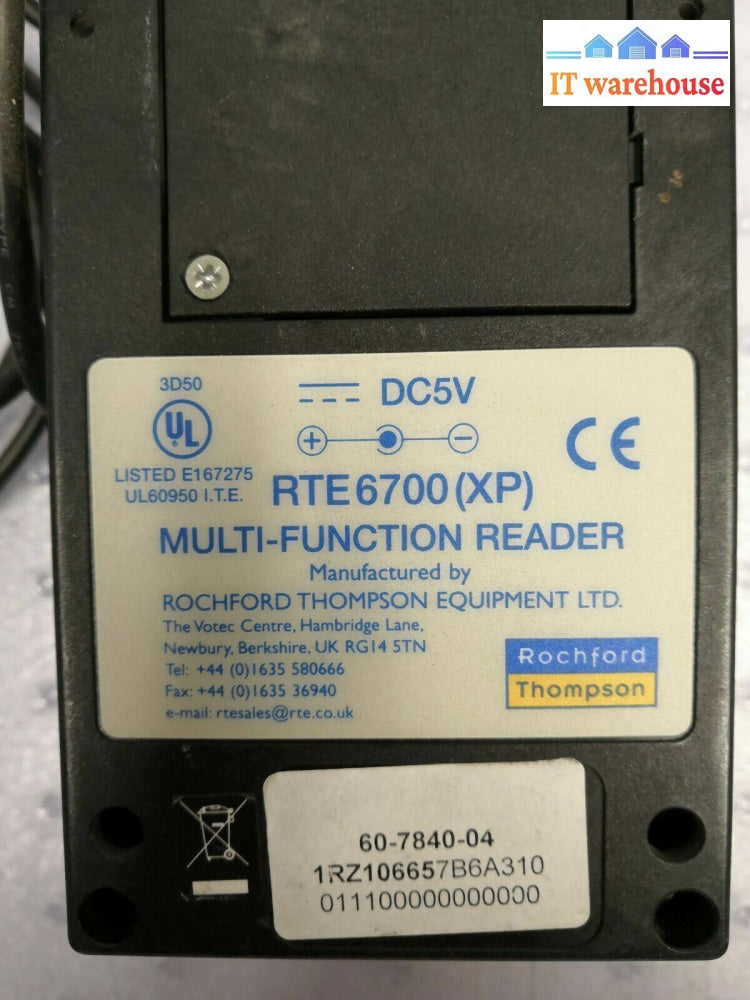 IT warehouse
3D50
UL
DC5V
CE
LISTED E167275
UL60950 I.T.E.
RTE6700(XP)
MULTI-FUNCTION READER
Manufactured by
ROCHFORD THOMPSON EQUIPMENT LTD.
The Votec Centre, Hambridge Lane,
Newbury, Berkshire, UK RG14 5TN
Tel: +44 (0)1635 580666
Fax: +44 (0)1635 36940
e-mail: rtesales@rte.co.uk
Rochford
Thompson
60-7840-04
1RZ106657B6A310
011100000000000